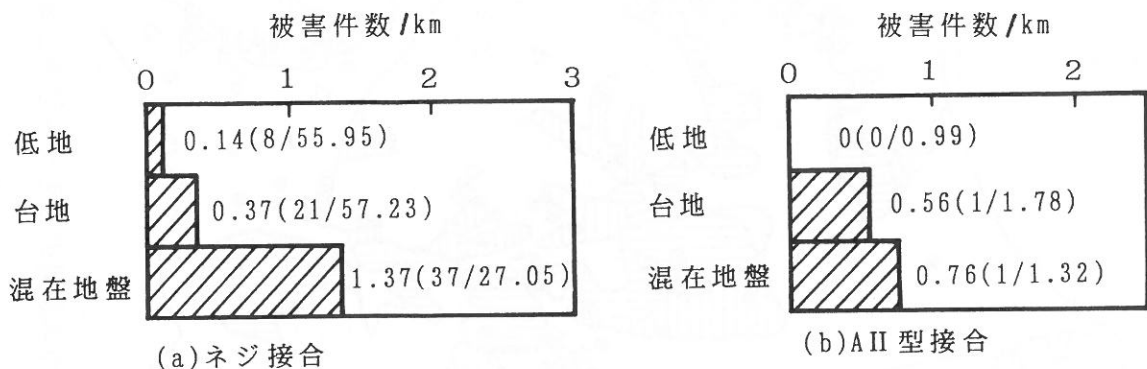 被害件数/km
0 1 2 3
低地 0.14(8/55.95)
台地 0.37(21/57.23)
混在地盤 1.37(37/27.05)
(a)ネジ接合
被害件数/km
0 1 2
低地 0(0/0.99)
台地 0.56(1/1.78)
混在地盤 0.76(1/1.32)
(b)AII型接合